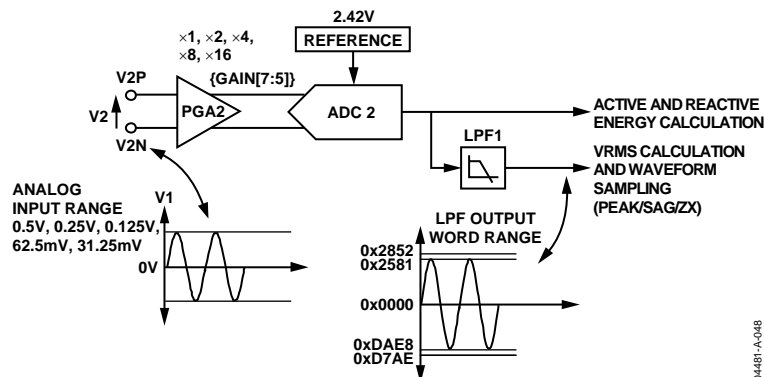 2.42V
REFERENCE
×1, ×2, ×4,
×8, ×16
{GAIN[7:5]}
V2P
V2
V2N
PGA2
ADC 2
ACTIVE AND REACTIVE
ENERGY CALCULATION
LPF1
VRMS CALCULATION
AND WAVEFORM
SAMPLING
(PEAK/SAG/ZX)
ANALOG
INPUT RANGE
0.5V, 0.25V, 0.125V,
62.5mV, 31.25mV
V1
0V
LPF OUTPUT
WORD RANGE
0x2852
0x2581
0x0000
0xDAE8
0xD7AE
04481-A-048